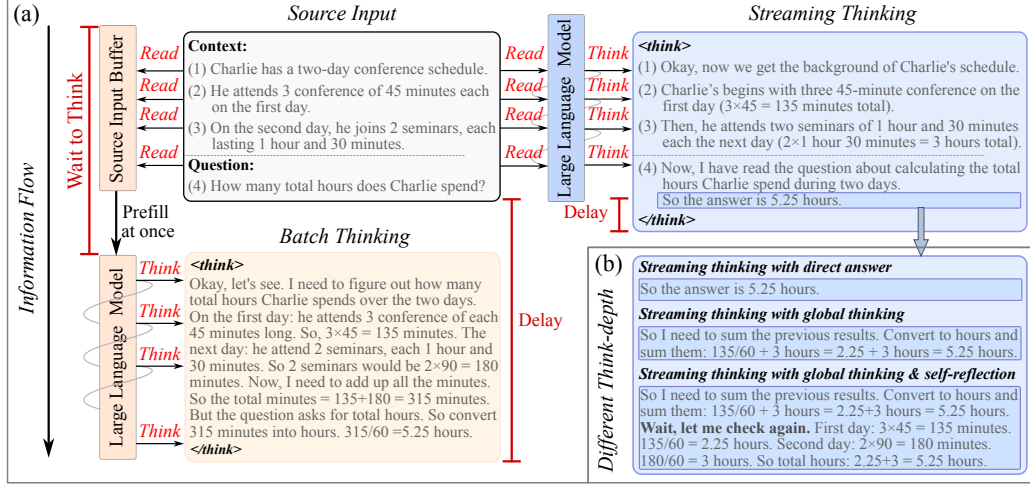 (a)
Source Input
Streaming Thinking
Information Flow
Wait to Think
Source Input Buffer
Read
Read
Read
Read
Context:
(1) Charlie has a two-day conference schedule.
(2) He attends 3 conference of 45 minutes each
on the first day.
(3) On the second day, he joins 2 seminars, each
lasting 1 hour and 30 minutes.
Question:
(4) How many total hours does Charlie spend?
Read
Read
Read
Read
Large Language Model
Think
Think
Think
Think
<think>
(1) Okay, now we get the background of Charlie's schedule.
(2) Charlie’s begins with three 45-minute conference on the
first day (3×45 = 135 minutes total).
(3) Then, he attends two seminars of 1 hour and 30 minutes
each the next day (2×1 hour 30 minutes = 3 hours total).
(4) Now, I have read the question about calculating the total
hours Charlie spend during two days.
So the answer is 5.25 hours.
</think>
Delay
Prefill
at once
Batch Thinking
Large Language Model
Think
Think
Think
Think
<think>
Okay, let's see. I need to figure out how many
total hours Charlie spends over the two days.
On the first day: he attends 3 conference of each
45 minutes long. So, 3×45 = 135 minutes. The
next day: he attend 2 seminars, each 1 hour and
30 minutes. So 2 seminars would be 2×90 = 180
minutes. Now, I need to add up all the minutes.
So the total minutes = 135+180 = 315 minutes.
But the question asks for total hours. So convert
315 minutes into hours. 315/60 =5.25 hours.
</think>
Delay
(b)
Different Think-depth
Streaming thinking with direct answer
So the answer is 5.25 hours.
Streaming thinking with global thinking
So I need to sum the previous results. Convert to hours and
sum them: 135/60 + 3 hours = 2.25 + 3 hours = 5.25 hours.
Streaming thinking with global thinking & self-reflection
So I need to sum the previous results. Convert to hours and
sum them: 135/60 + 3 hours = 2.25+3 hours = 5.25 hours.
Wait, let me check again. First day: 3×45 = 135 minutes.
135/60 = 2.25 hours. Second day: 2×90 = 180 minutes.
180/60 = 3 hours. So total hours: 2.25+3 = 5.25 hours.